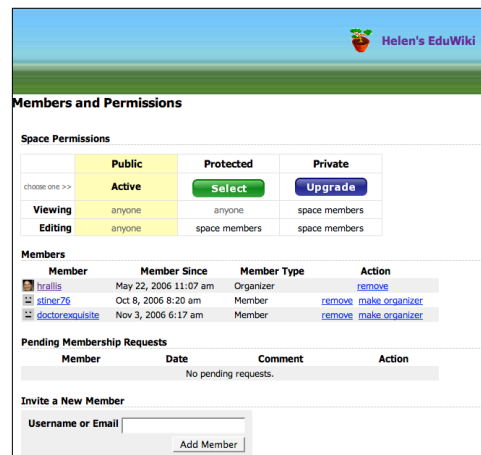 Helen's EduWiki
Members and Permissions
Space Permissions
Public Protected Private
choose one >> Active Select Upgrade
Viewing anyone anyone space members
Editing anyone space members space members
Members
Member Member Since Member Type Action
hrallis May 22, 2006 11:07 am Organizer remove
stiner76 Oct 8, 2006 8:20 am Member remove make organizer
doctorexquisite Nov 3, 2006 6:17 am Member remove make organizer
Pending Membership Requests
Member Date Comment Action
No pending requests.
Invite a New Member
Username or Email
Add Member